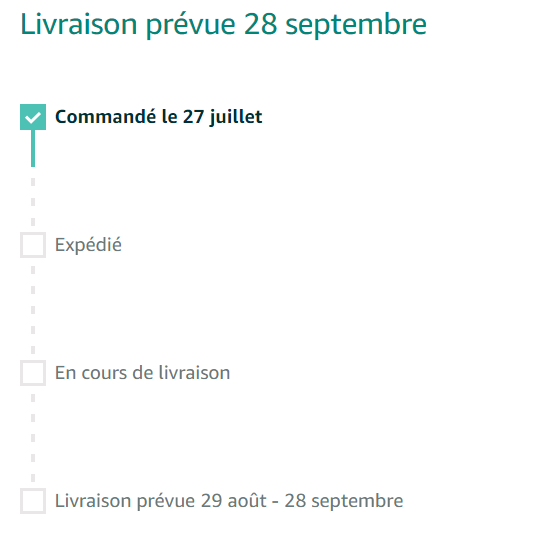 Livraison prévue 28 septembre
Commandé le 27 juillet
Expédié
En cours de livraison
Livraison prévue 29 août - 28 septembre